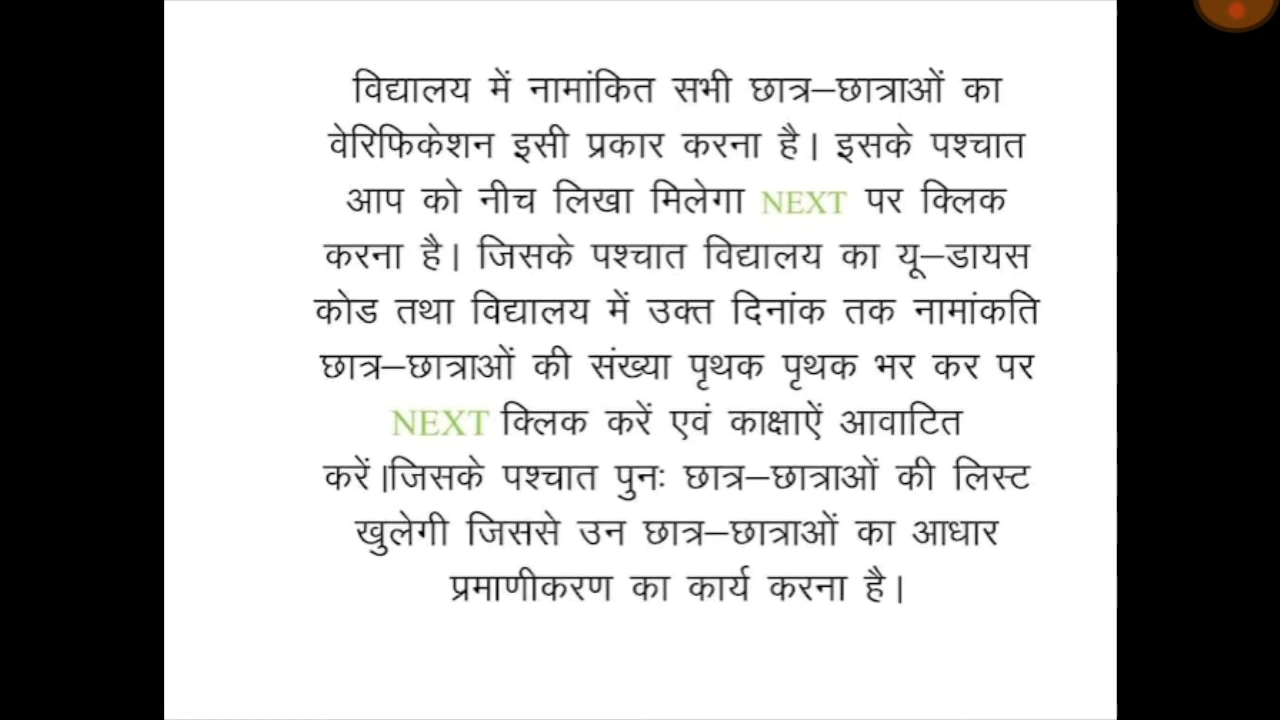 विद्यालय में नामांकित सभी छात्र–छात्राओं का
वेरिफिकेशन इसी प्रकार करना है। इसके पश्चात
आप को नीच लिखा मिलेगा NEXT पर क्लिक
करना है। जिसके पश्चात विद्यालय का यू–डायस
कोड तथा विद्यालय में उक्त दिनांक तक नामांकति
छात्र–छात्राओं की संख्या पृथक पृथक भर कर पर
NEXT क्लिक करें एवं काक्षाऐं आवाटित
करें।जिसके पश्चात पुनः छात्र–छात्राओं की लिस्ट
खुलेगी जिससे उन छात्र–छात्राओं का आधार
प्रमाणीकरण का कार्य करना है।